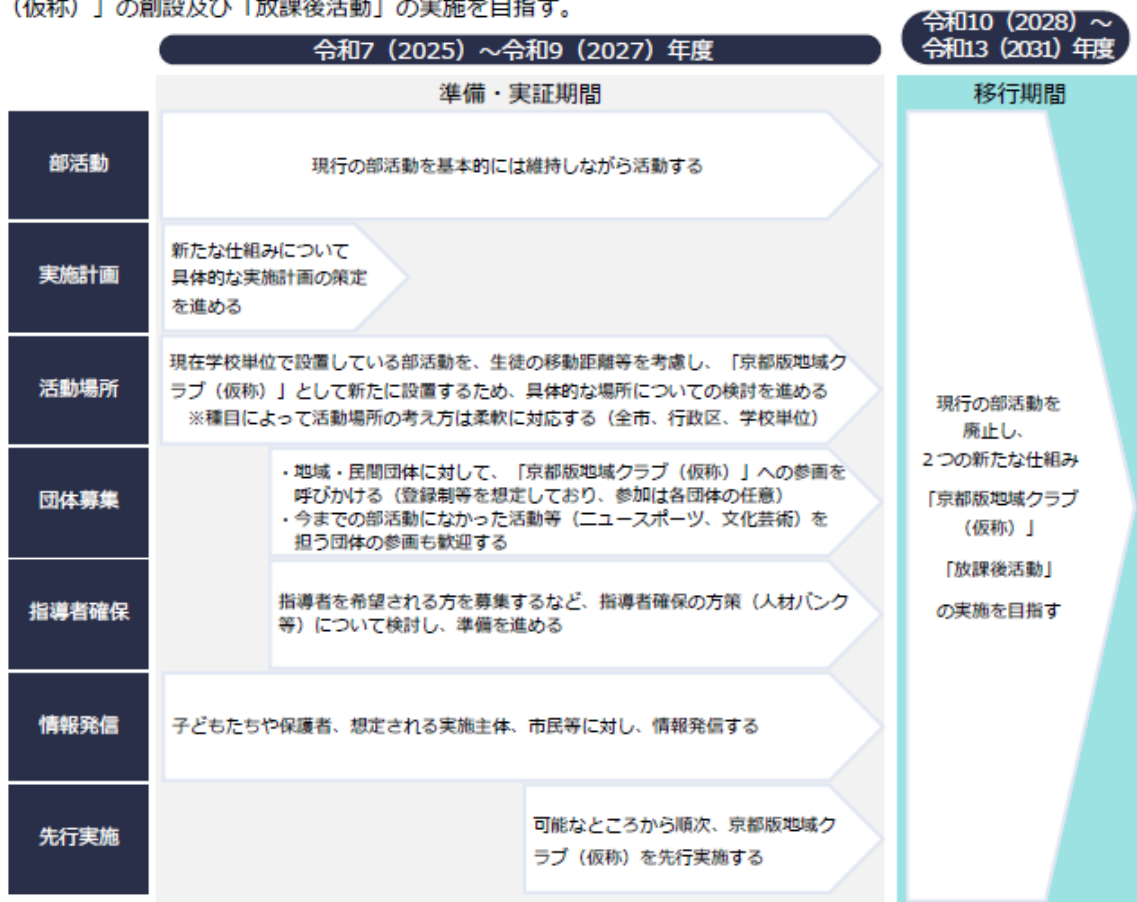 （仮称）」の創設及び「放課後活動」の実施を目指す。
令和7（2025）～令和9（2027）年度
令和10（2028）～
令和13（2031）年度
準備・実証期間
移行期間
部活動
現行の部活動を基本的には維持しながら活動する
実施計画
新たな仕組みについて
具体的な実施計画の策定
を進める
活動場所
現在学校単位で設置している部活動を、生徒の移動距離等を考慮し、「京都版地域ク
ラブ（仮称）」として新たに設置するため、具体的な場所についての検討を進める
※種目によって活動場所の考え方は柔軟に対応する（全市、行政区、学校単位）
団体募集
・地域・民間団体に対して、「京都版地域クラブ（仮称）」への参画を
呼びかける（登録制等を想定しており、参加は各団体の任意）
・今までの部活動になかった活動等（ニュースポーツ、文化芸術）を
担う団体の参画も歓迎する
指導者確保
指導者を希望される方を募集するなど、指導者確保の方策（人材バンク
等）について検討し、準備を進める
情報発信
子どもたちや保護者、想定される実施主体、市民等に対し、情報発信する
先行実施
可能なところから順次、京都版地域ク
ラブ（仮称）を先行実施する
現行の部活動を
廃止し、
２つの新たな仕組み
「京都版地域クラブ
（仮称）」
「放課後活動」
の実施を目指す